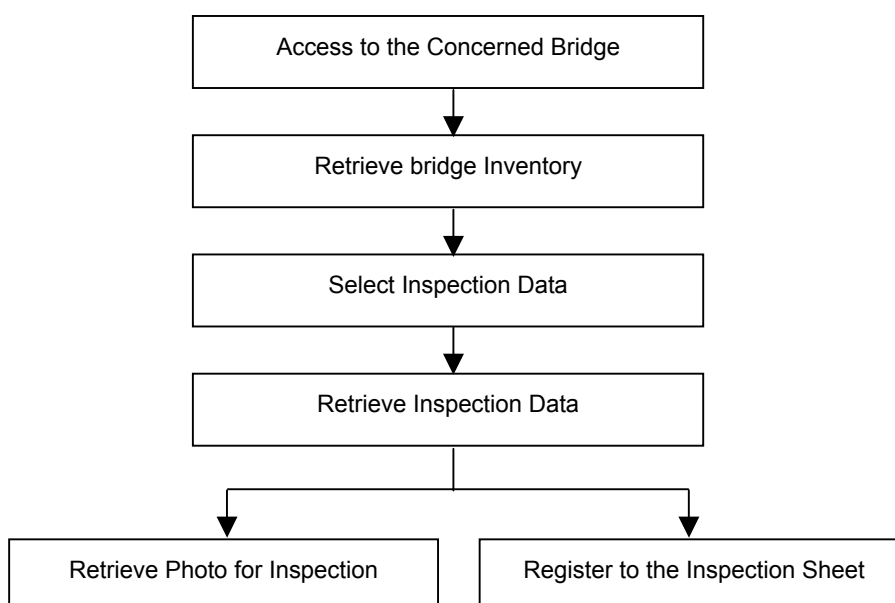 Access to the Concerned Bridge
Retrieve bridge Inventory
Select Inspection Data
Retrieve Inspection Data
Retrieve Photo for Inspection
Register to the Inspection Sheet